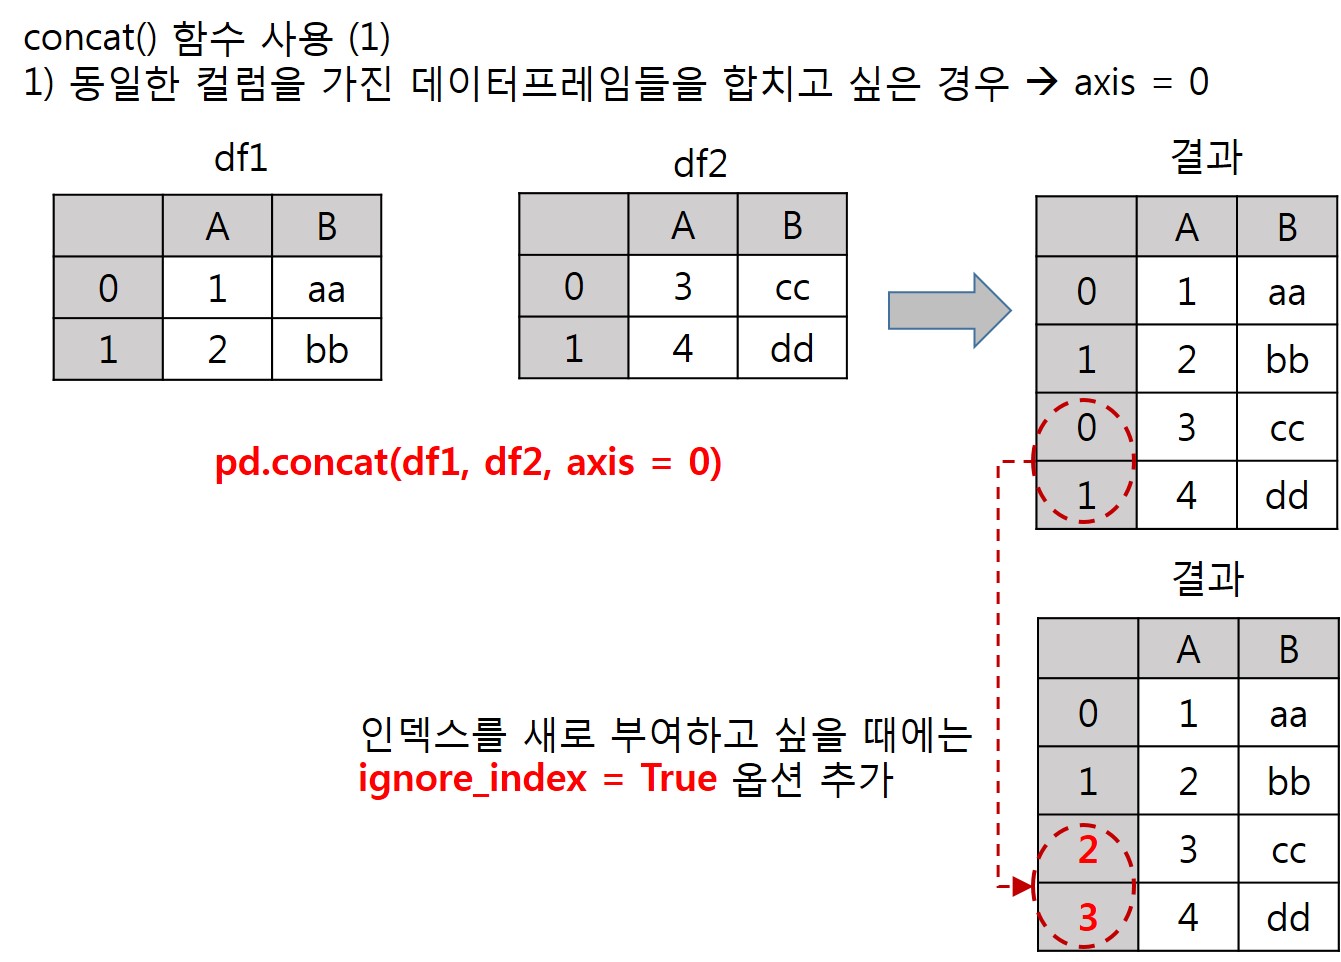 concat() 함수 사용 (1)
1) 동일한 컬럼을 가진 데이터프레임들을 합치고 싶은 경우 → axis = 0
df1
A B
0 1 aa
1 2 bb
df2
A B
0 3 cc
1 4 dd
결과
A B
0 1 aa
1 2 bb
0 3 cc
1 4 dd
pd.concat(df1, df2, axis = 0)
인덱스를 새로 부여하고 싶을 때에는
ignore_index = True 옵션 추가
결과
A B
0 1 aa
1 2 bb
2 3 cc
3 4 dd